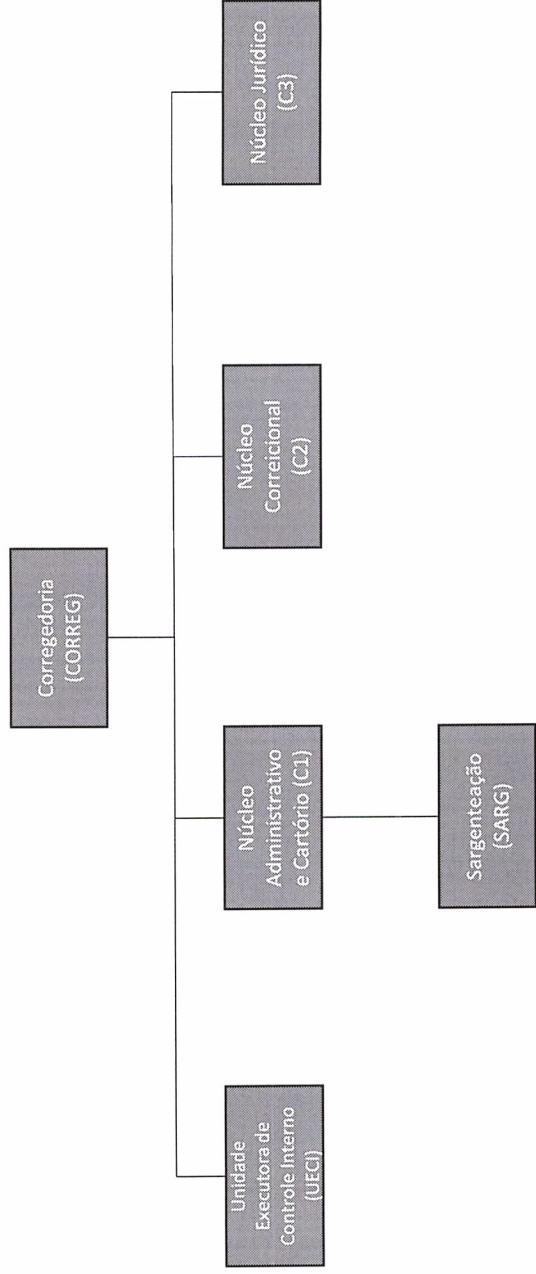 Corregedoria
(CORREG)
Unidade
Executora de
Controle Interno
(UECI)
Núcleo
Administrativo
e Cartório (C1)
Núcleo
Correicional
(C2)
Núcleo Jurídico
(C3)
Sargenteação
(SARG)